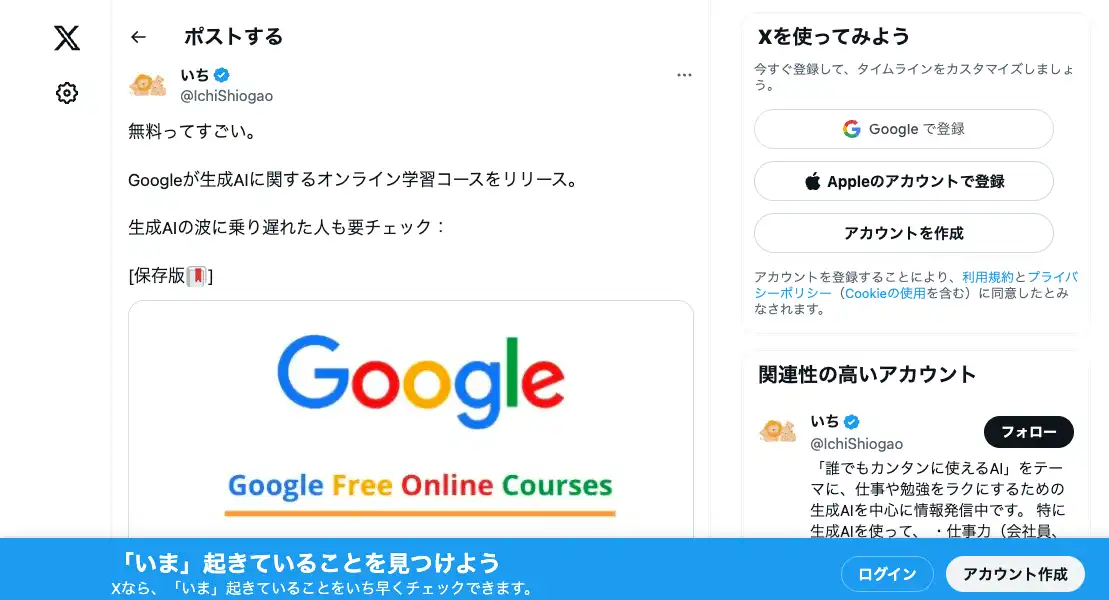 ポストする
いち
@IchiShiogao
無料ってすごい。
Googleが生成AIに関するオンライン学習コースをリリース。
生成AIの波に乗り遅れた人も要チェック：
[保存版]
Google
Google Free Online Courses
Xを使ってみよう
今すぐ登録して、タイムラインをカスタマイズしましょ
う。
Google で登録
Appleのアカウントで登録
アカウントを作成
アカウントを登録することにより、利用規約とプライバ
シーポリシー（Cookieの使用を含む）に同意したとみ
なされます。
関連性の高いアカウント
いち
@IchiShiogao
フォロー
「誰でもカンタンに使えるAI」をテー
マに、仕事や勉強をラクにするための
生成AIを中心に情報発信中です。 特に
生成AIを使って、 ・仕事力（会社員、
「いま」起きていることを見つけよう
Xなら、「いま」起きていることをいち早くチェックできます。
ログイン
アカウント作成